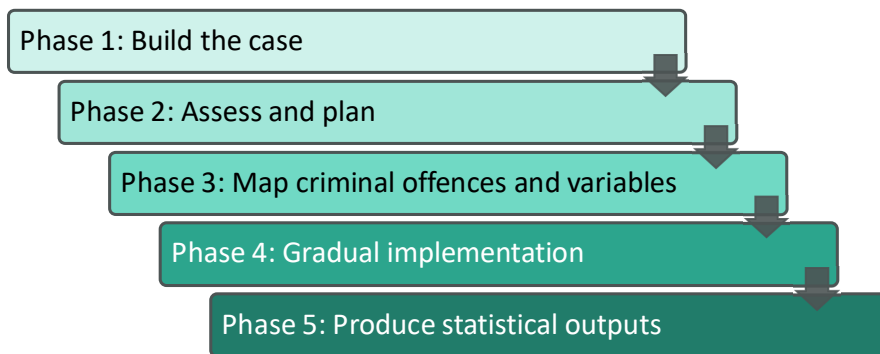 Phase 1: Build the case
Phase 2: Assess and plan
Phase 3: Map criminal offences and variables
Phase 4: Gradual implementation
Phase 5: Produce statistical outputs